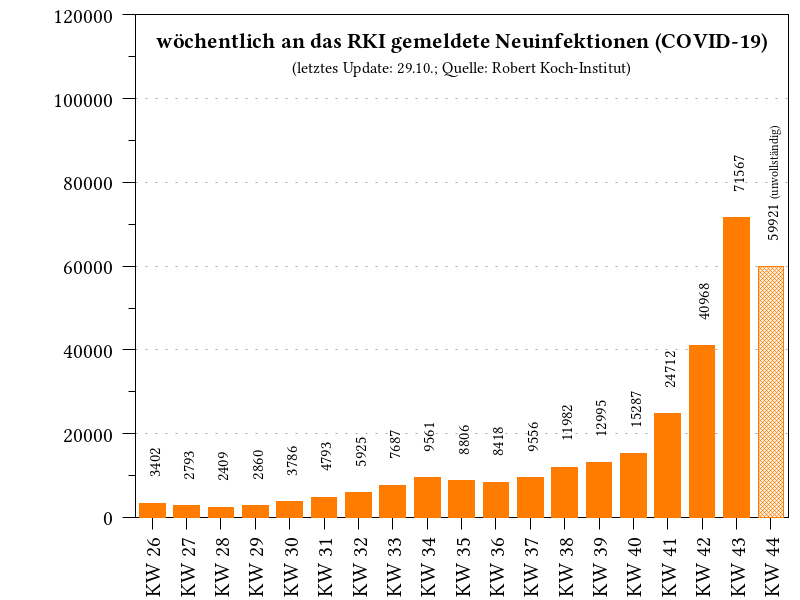 wöchentlich an das RKI gemeldete Neuinfektionen (COVID-19)
(letztes Update: 29.10.; Quelle: Robert Koch-Institut)
120000
100000
80000
60000
40000
20000
0
3402
2793
2409
2860
3786
4793
5925
7687
9561
8806
8418
9556
11982
12995
15287
24712
40968
71567
59921 (unvollständig)
KW 26
KW 27
KW 28
KW 29
KW 30
KW 31
KW 32
KW 33
KW 34
KW 35
KW 36
KW 37
KW 38
KW 39
KW 40
KW 41
KW 42
KW 43
KW 44